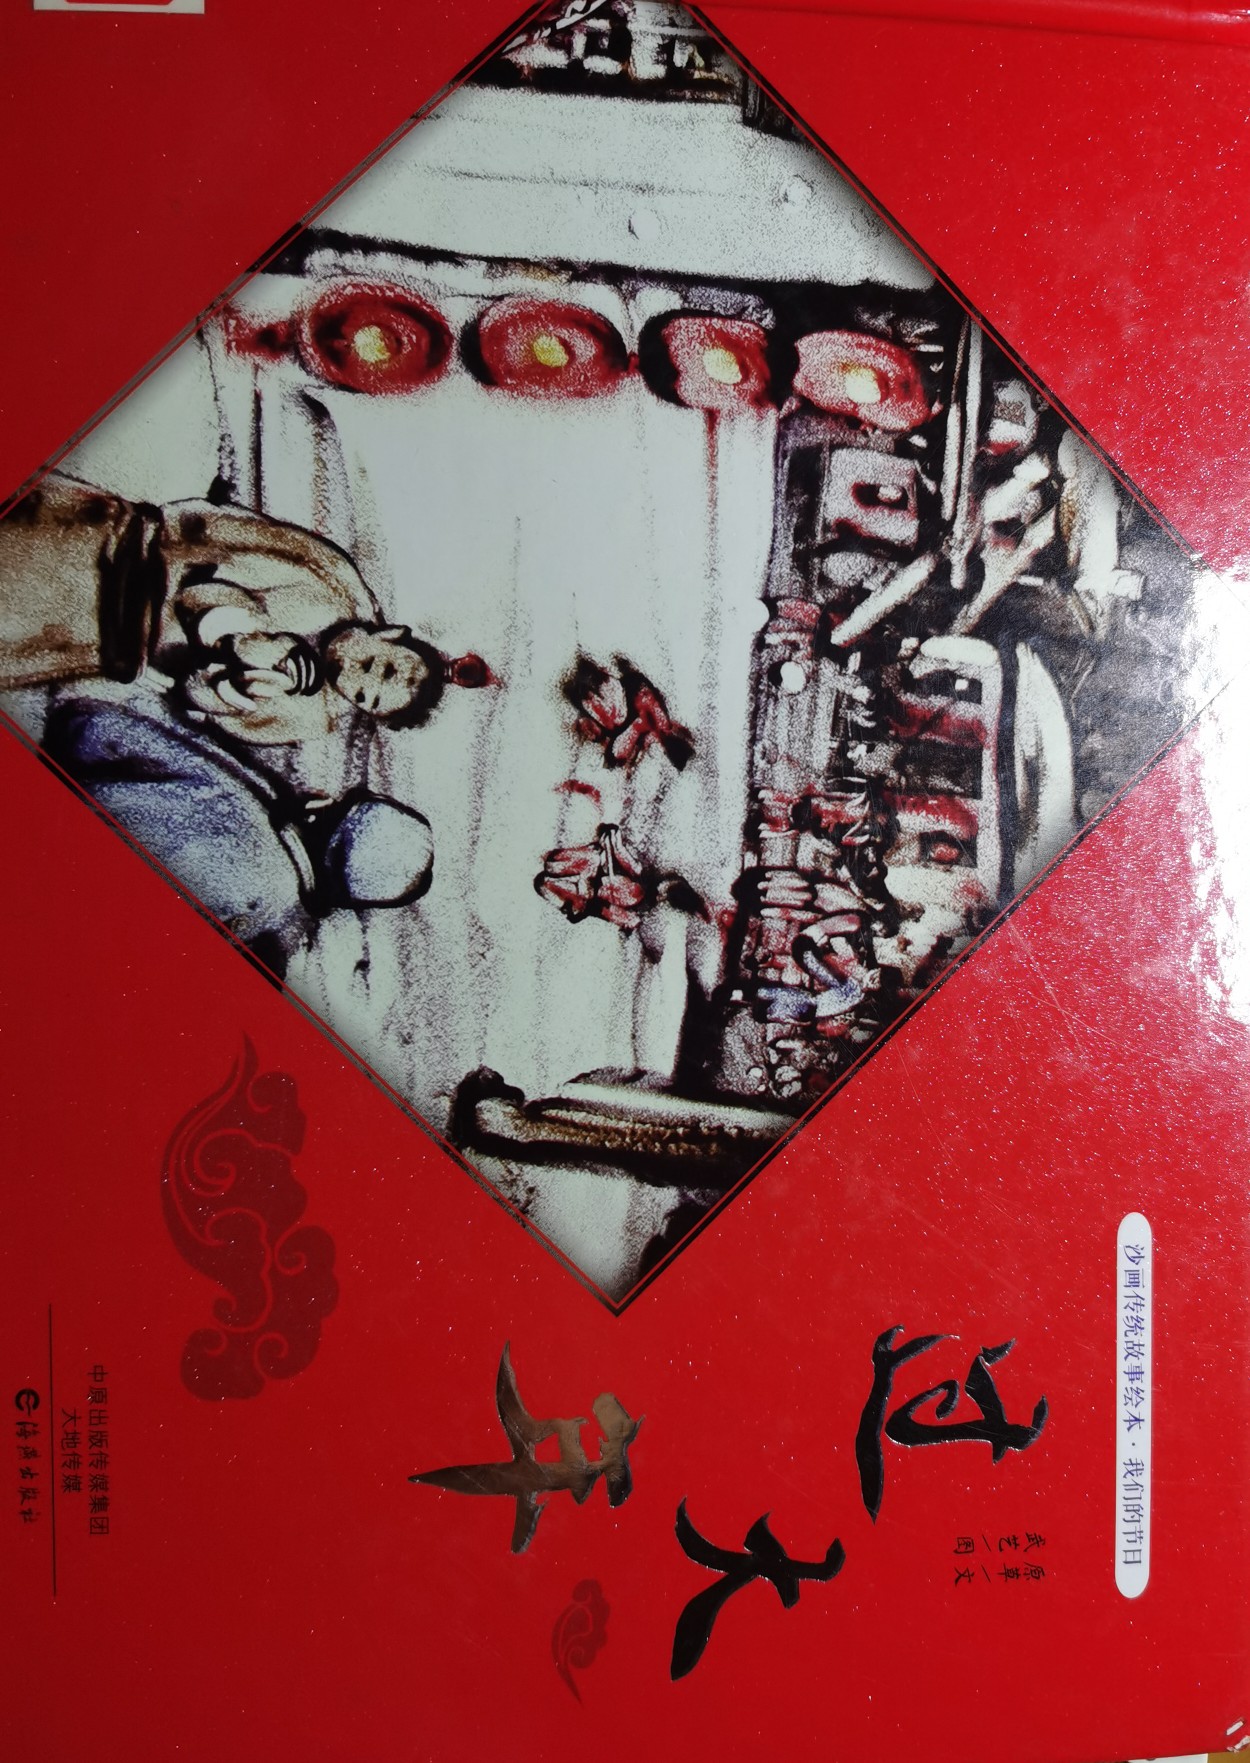 沙画传统故事绘本·我们的节日
过大年
原草/文
武艺/图
中原出版传媒集团
大地传媒
海燕出版社